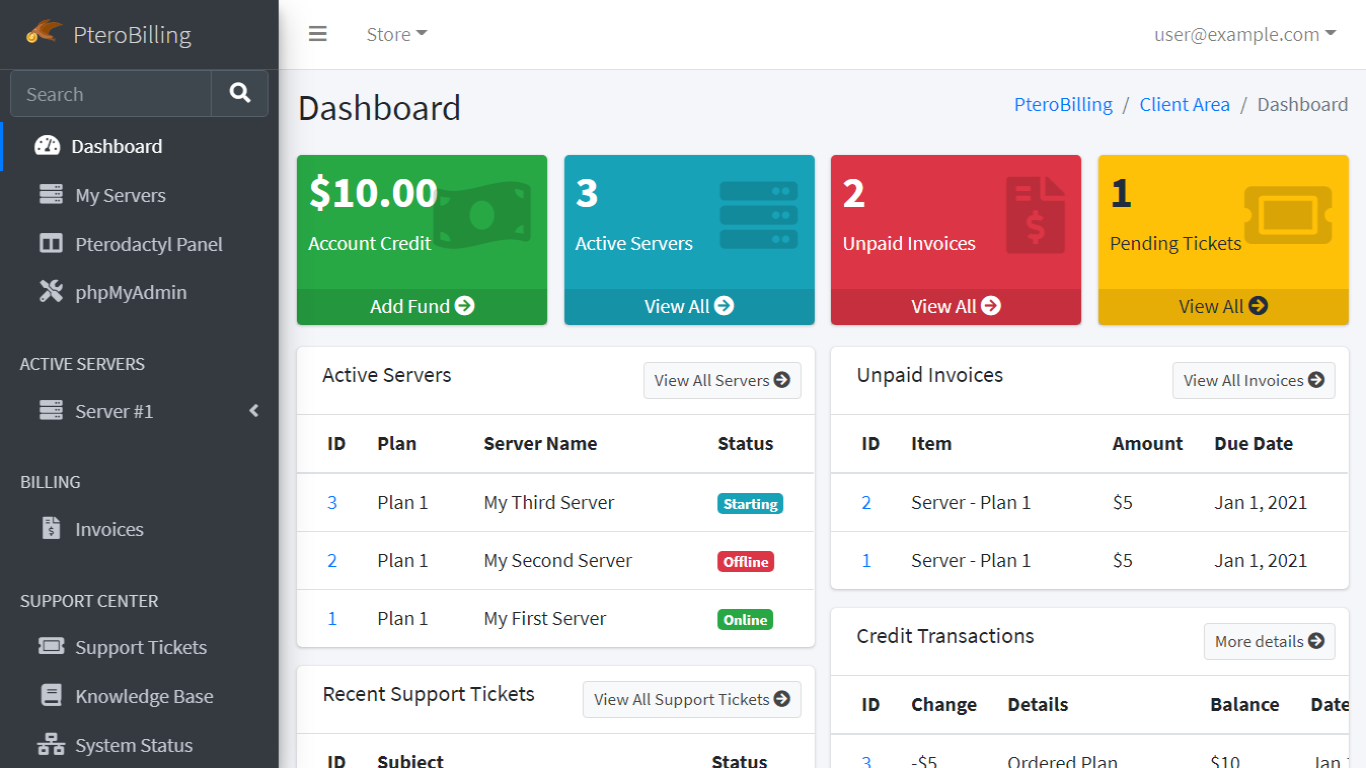 PteroBilling
Search
Dashboard
My Servers
Pterodactyl Panel
phpMyAdmin
ACTIVE SERVERS
Server #1
BILLING
Invoices
SUPPORT CENTER
Support Tickets
Knowledge Base
System Status
Store
user@example.com
Dashboard
PteroBilling / Client Area / Dashboard
$10.00
Account Credit
Add Fund
3
Active Servers
View All
2
Unpaid Invoices
View All
1
Pending Tickets
View All
Active Servers
View All Servers
ID Plan Server Name Status
3 Plan 1 My Third Server Starting
2 Plan 1 My Second Server Offline
1 Plan 1 My First Server Online
Recent Support Tickets
View All Support Tickets
ID Subject Status
Unpaid Invoices
View All Invoices
ID Item Amount Due Date
2 Server - Plan 1 $5 Jan 1, 2021
1 Server - Plan 1 $5 Jan 1, 2021
Credit Transactions
More details
ID Change Details Balance Date
3 -$5 Ordered Plan $10 Jan